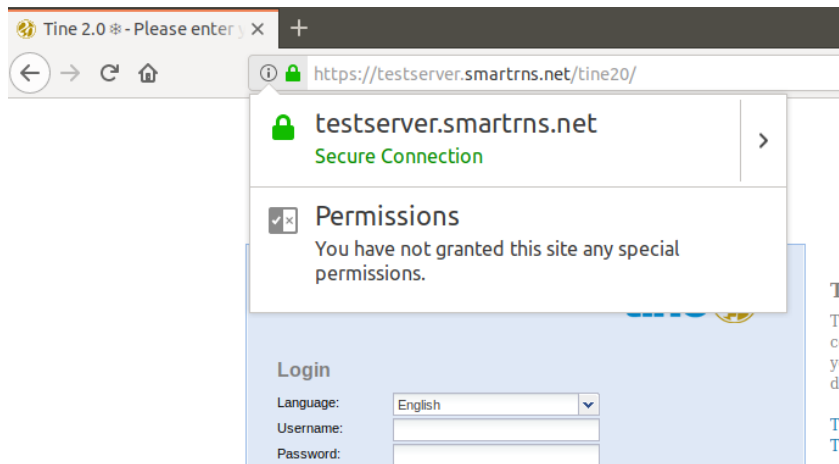 Tine 2.0 ❄ - Please enter y
https://testserver.smartrns.net/tine20/
testserver.smartrns.net
Secure Connection
Permissions
You have not granted this site any special
permissions.
Login
Language:
English
Username:
Password: